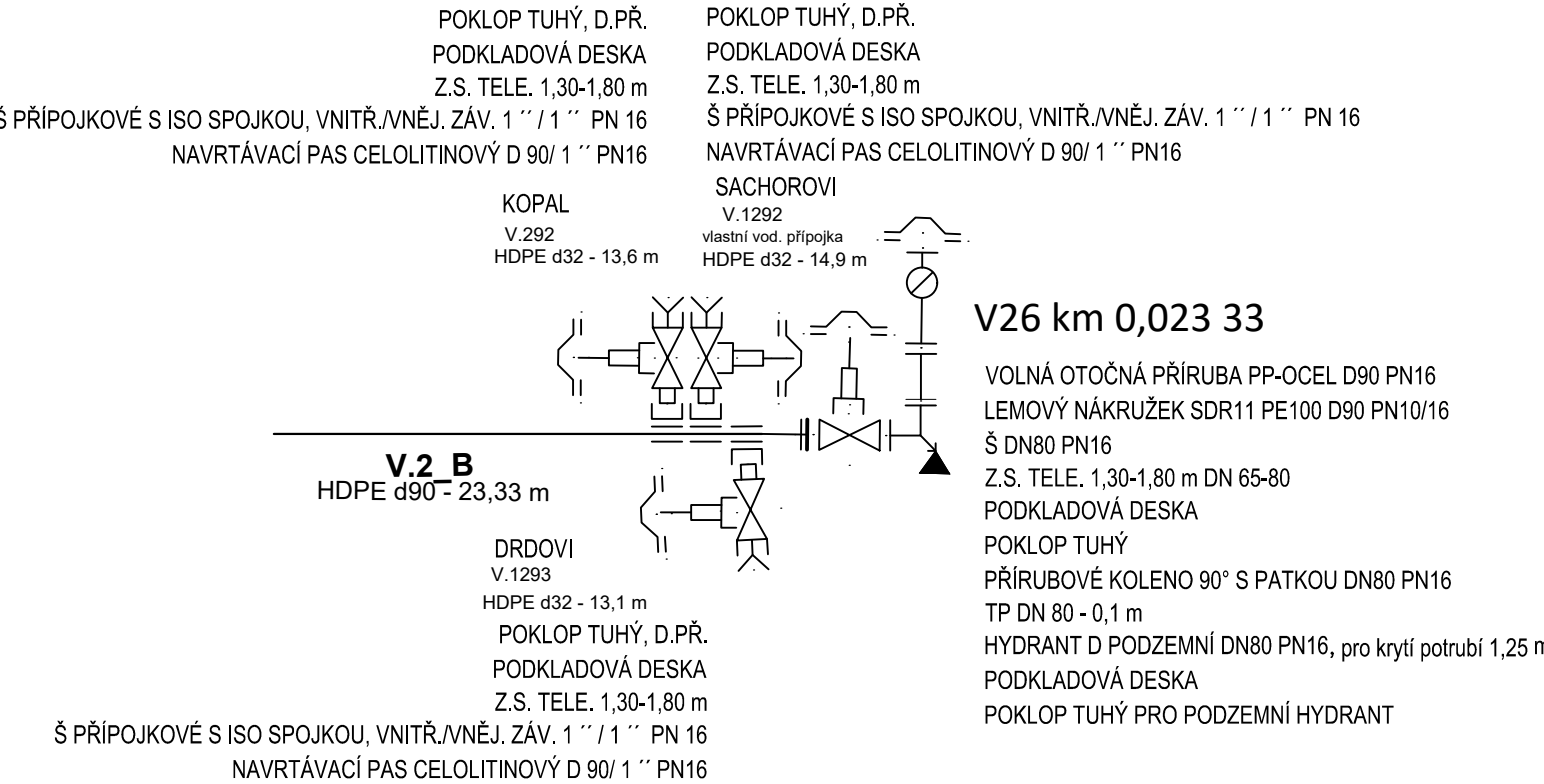 POKLOP TUHÝ, D.PŘ.
PODKLADOVÁ DESKA
Z.S. TELE. 1,30-1,80 m
Š PŘÍPOJKOVÉ S ISO SPOJKOU, VNITŘ./VNĚJ. ZÁV. 1 ´´ / 1 ´´ PN 16
NAVRTÁVACÍ PAS CELOLITINOVÝ D 90/ 1 ´´ PN16
KOPAL
V.292
HDPE d32 - 13,6 m
POKLOP TUHÝ, D.PŘ.
PODKLADOVÁ DESKA
Z.S. TELE. 1,30-1,80 m
Š PŘÍPOJKOVÉ S ISO SPOJKOU, VNITŘ./VNĚJ. ZÁV. 1 ´´ / 1 ´´ PN 16
NAVRTÁVACÍ PAS CELOLITINOVÝ D 90/ 1 ´´ PN16
SACHOROVI
V.1292
vlastní vod. přípojka
HDPE d32 - 14,9 m
V26 km 0,023 33
VOLNÁ OTOČNÁ PŘÍRUBA PP-OCEL D90 PN16
LEMOVÝ NÁKRUŽEK SDR11 PE100 D90 PN10/16
Š DN80 PN16
Z.S. TELE. 1,30-1,80 m DN 65-80
PODKLADOVÁ DESKA
POKLOP TUHÝ
PŘÍRUBOVÉ KOLENO 90° S PATKOU DN80 PN16
TP DN 80 - 0,1 m
HYDRANT D PODZEMNÍ DN80 PN16, pro krytí potrubí 1,25 m
PODKLADOVÁ DESKA
POKLOP TUHÝ PRO PODZEMNÍ HYDRANT
V.2_B
HDPE d90 - 23,33 m
DRDOVI
V.1293
HDPE d32 - 13,1 m
POKLOP TUHÝ, D.PŘ.
PODKLADOVÁ DESKA
Z.S. TELE. 1,30-1,80 m
Š PŘÍPOJKOVÉ S ISO SPOJKOU, VNITŘ./VNĚJ. ZÁV. 1 ´´ / 1 ´´ PN 16
NAVRTÁVACÍ PAS CELOLITINOVÝ D 90/ 1 ´´ PN16